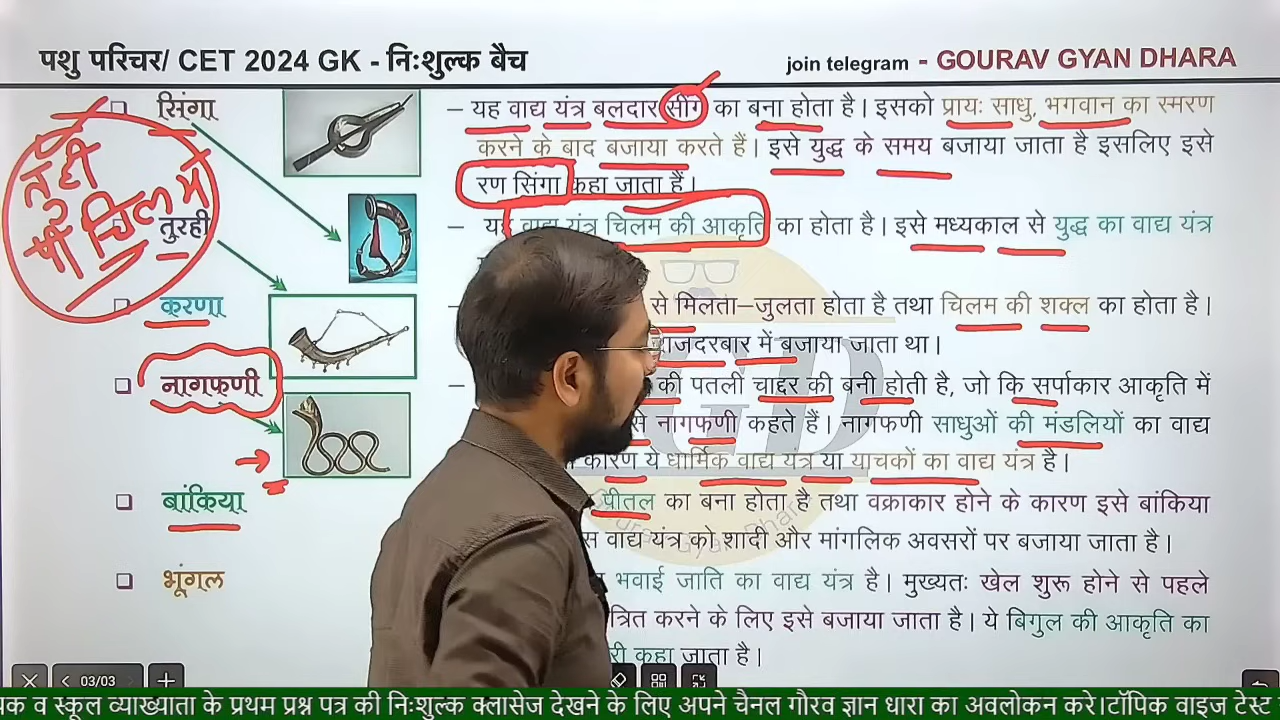 पशु परिचर/ CET 2024 GK - निःशुल्क बैच
join telegram - GOURAV GYAN DHARA
सिंगा
– यह वाद्य यंत्र बलदार सींग का बना होता है। इसको प्रायः साधु, भगवान का स्मरण
करने के बाद बजाया करते हैं। इसे युद्ध के समय बजाया जाता है इसलिए इसे
रण सिंगा कहा जाता हैं।
तुरही
पी चिलम में
तुरही
– यह वाद्य यंत्र चिलम की आकृति का होता है। इसे मध्यकाल से युद्ध का वाद्य यंत्र
करणा
से मिलता–जुलता होता है तथा चिलम की शक्ल का होता है।
राजदरबार में बजाया जाता था।
नागफणी
की पतली चाद्दर की बनी होती है, जो कि सर्पाकार आकृति में
से नागफणी कहते हैं। नागफणी साधुओं की मंडलियों का वाद्य
कारण ये धार्मिक वाद्य यंत्र या याचकों का वाद्य यंत्र है।
बांकिया
पीतल का बना होता है तथा वक्राकार होने के कारण इसे बांकिया
स वाद्य यंत्र को शादी और मांगलिक अवसरों पर बजाया जाता है।
भूंगल
भवाई जाति का वाद्य यंत्र है। मुख्यतः खेल शुरू होने से पहले
त्रित करने के लिए इसे बजाया जाता है। ये बिगुल की आकृति का
री कहा जाता है।
GD
03/03
क व स्कूल व्याख्याता के प्रथम प्रश्न पत्र की निःशुल्क क्लासेज देखने के लिए अपने चैनल गौरव ज्ञान धारा का अवलोकन करे।टॉपिक वाइज टेस्ट